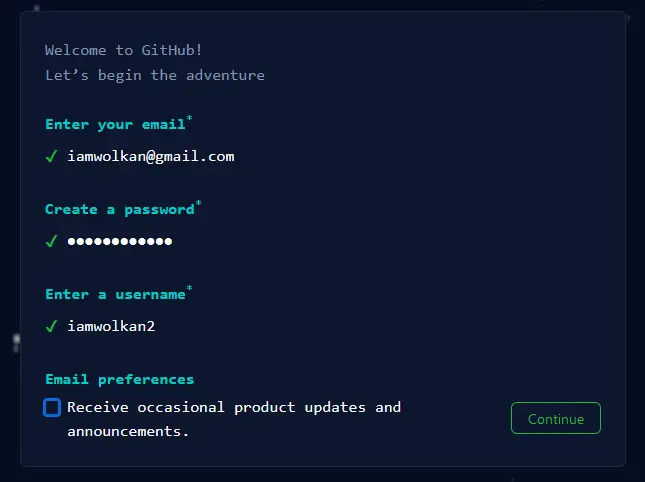 Welcome to GitHub!
Let’s begin the adventure
Enter your email*
✓ iamwolkan@gmail.com
Create a password*
✓ ●●●●●●●●●●●●
Enter a username*
✓ iamwolkan2
Email preferences
Receive occasional product updates and
announcements.
Continue